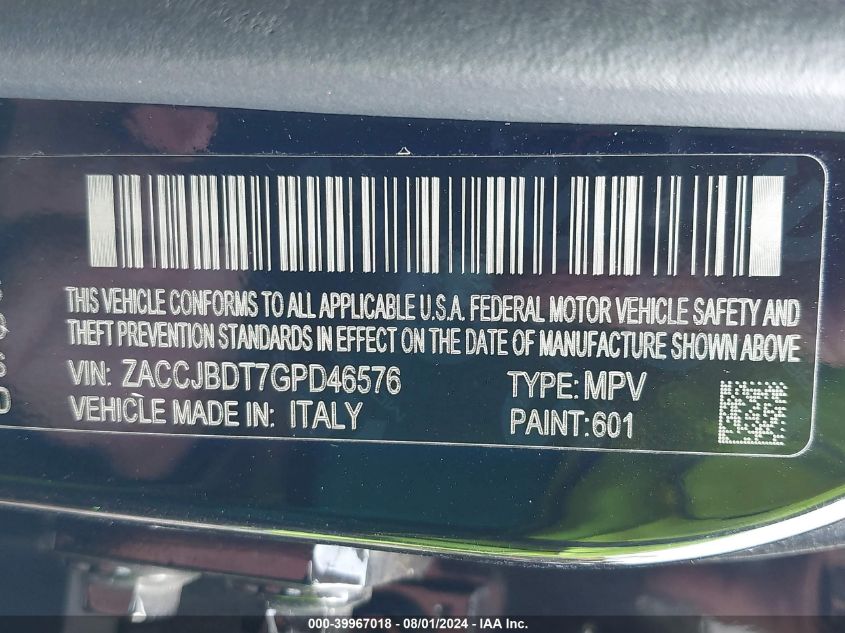 THIS VEHICLE CONFORMS TO ALL APPLICABLE U.S.A. FEDERAL MOTOR VEHICLE SAFETY AND
THEFT PREVENTION STANDARDS IN EFFECT ON THE DATE OF MANUFACTURE SHOWN ABOVE
VIN: ZACCJBDT7GPD46576 TYPE: MPV
VEHICLE MADE IN: ITALY PAINT:601
000-39967018 - 08/01/2024 - IAA Inc.